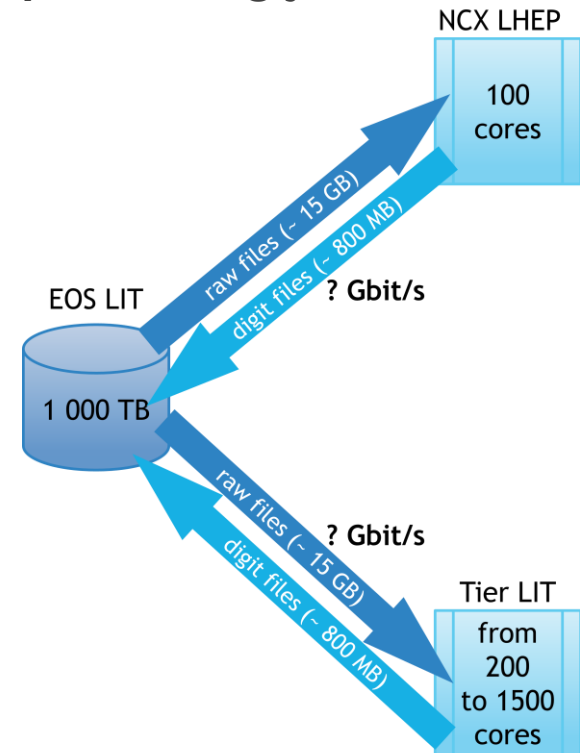 NCX LHEP
100
cores
raw files (~ 15 GB)
digit files (~ 800 MB)
? Gbit/s
EOS LIT
1 000 TB
raw files (~ 15 GB)
? Gbit/s
digit files (~ 800 MB)
Tier LIT
from
200
to 1500
cores